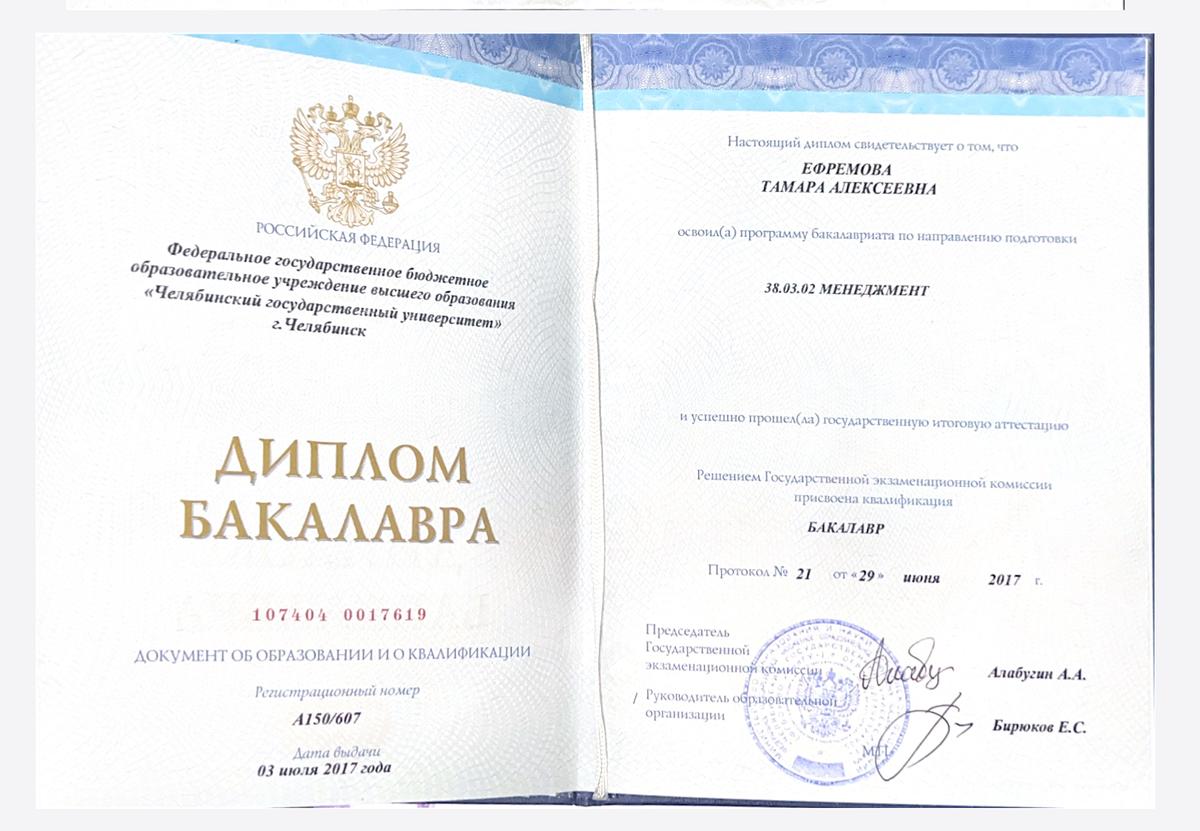 РОССИЙСКАЯ ФЕДЕРАЦИЯ
Федеральное государственное бюджетное
образовательное учреждение высшего образования
«Челябинский государственный университет»
г.Челябинск
ДИПЛОМ
БАКАЛАВРА
107404 0017619
ДОКУМЕНТ ОБ ОБРАЗОВАНИИ И О КВАЛИФИКАЦИИ
Регистрационный номер
А150/607
Дата выдачи
03 июля 2017 года
Настоящий диплом свидетельствует о том, что
ЕФРЕМОВА
ТАМАРА АЛЕКСЕЕВНА
освоил(а) программу бакалавриата по направлению подготовки
38.03.02 МЕНЕДЖМЕНТ
и успешно прошел(ла) государственную итоговую аттестацию
Решением Государственной экзаменационной комиссии
присвоена квалификация
БАКАЛАВР
Протокол № 21 от «29» июня 2017 г.
Председатель
Государственной
экзаменационной комиссии
Алабугин А.А.
/ Руководитель образовательной
организации
Бирюков Е.С.
М.П.